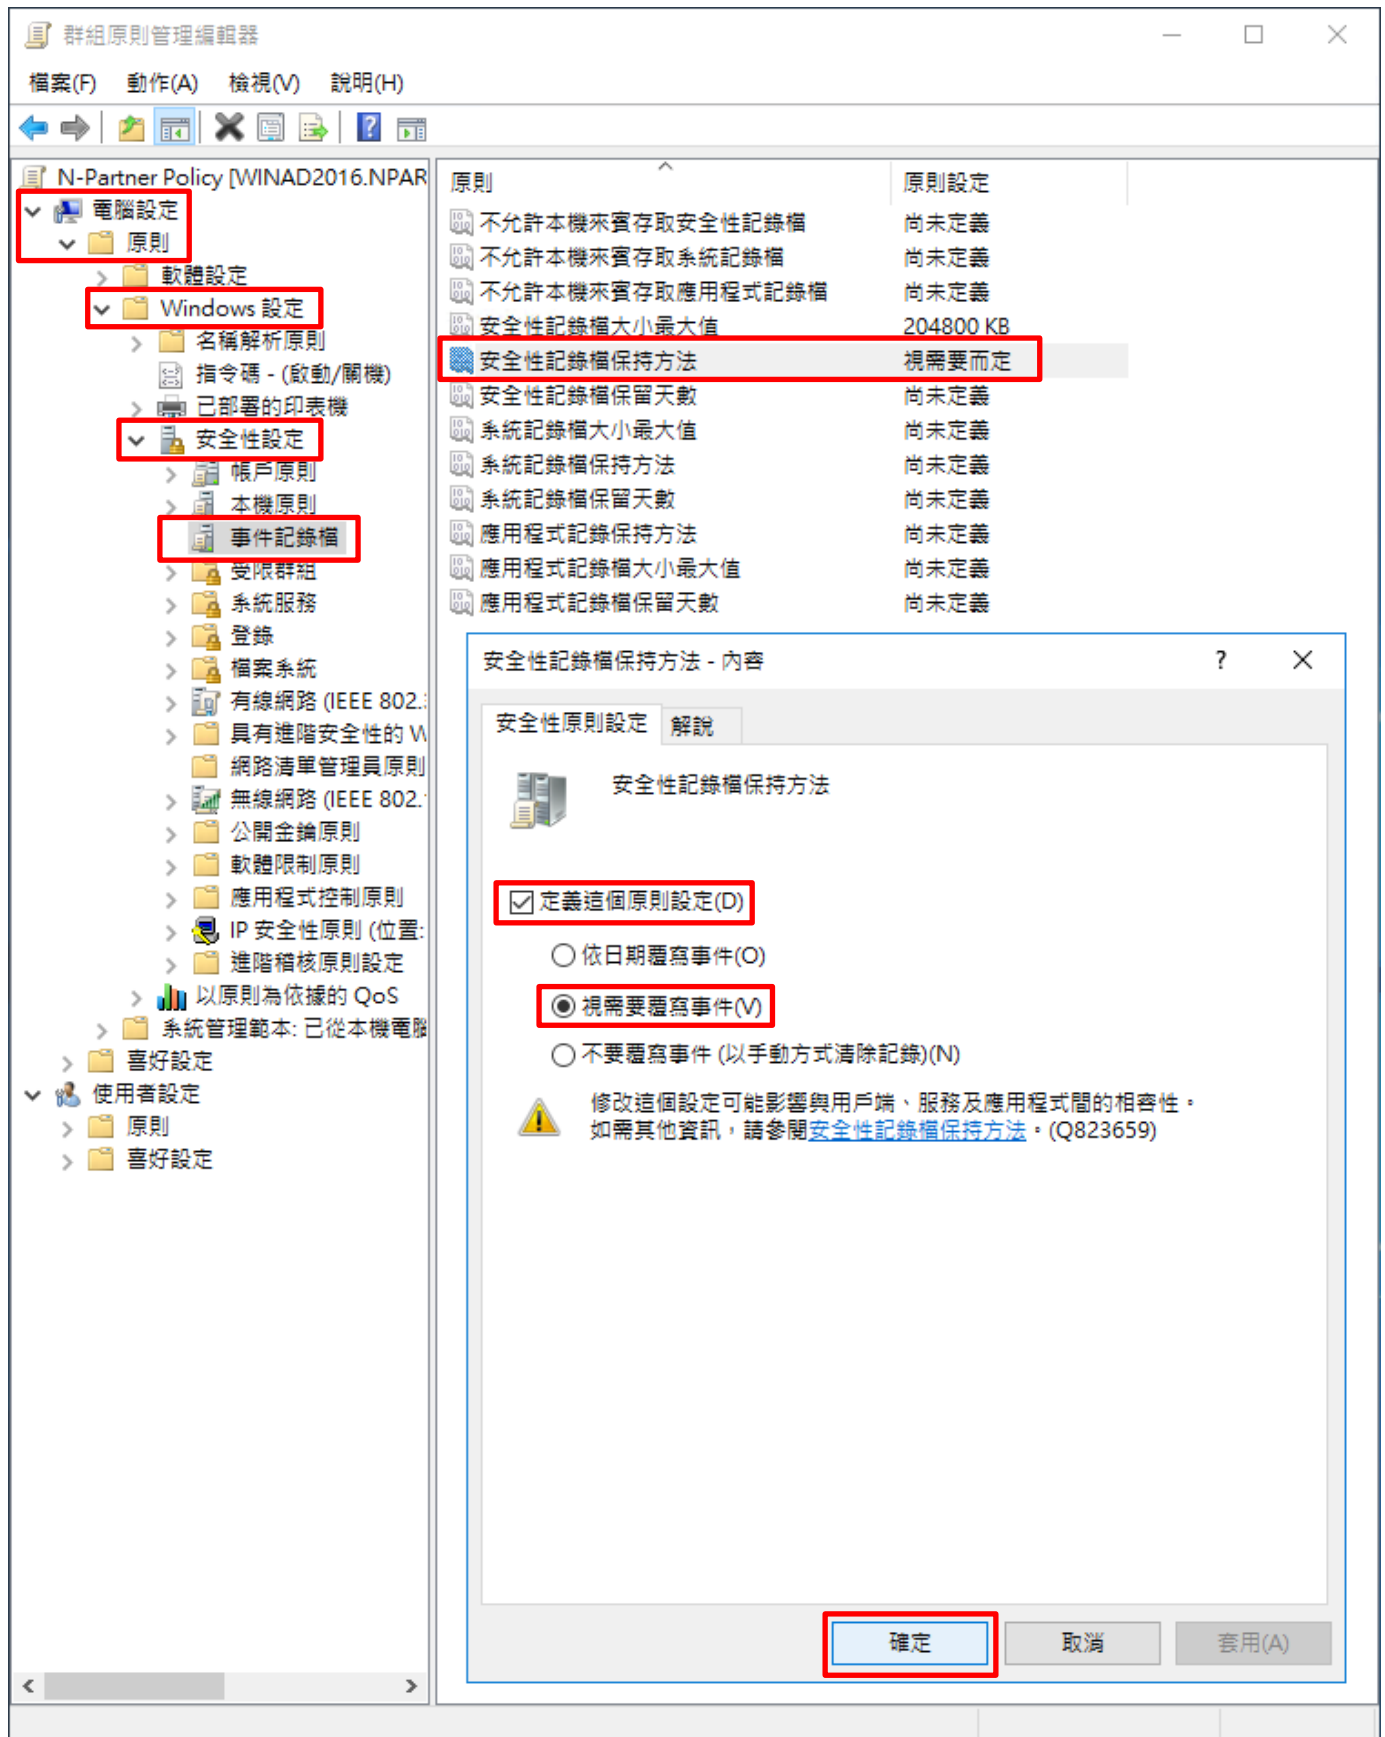 群組原則管理編輯器
檔案(F) 動作(A) 檢視(V) 說明(H)
N-Partner Policy [WINAD2016.NPAR
電腦設定
原則
軟體設定
Windows 設定
名稱解析原則
指令碼 - (啟動/關機)
已部署的印表機
安全性設定
帳戶原則
本機原則
事件記錄檔
受限群組
系統服務
登錄
檔案系統
有線網路 (IEEE 802.
具有進階安全性的 W
網路清單管理員原則
無線網路 (IEEE 802.
公開金鑰原則
軟體限制原則
應用程式控制原則
IP 安全性原則 (位置:
進階稽核原則設定
以原則為依據的 QoS
系統管理範本: 已從本機電腦
喜好設定
使用者設定
原則
喜好設定
原則 原則設定
不允許本機來賓存取安全性記錄檔 尚未定義
不允許本機來賓存取系統記錄檔 尚未定義
不允許本機來賓存取應用程式記錄檔 尚未定義
安全性記錄檔大小最大值 204800 KB
安全性記錄檔保持方法 視需要而定
安全性記錄檔保留天數 尚未定義
系統記錄檔大小最大值 尚未定義
系統記錄檔保持方法 尚未定義
系統記錄檔保留天數 尚未定義
應用程式記錄保持方法 尚未定義
應用程式記錄檔大小最大值 尚未定義
應用程式記錄檔保留天數 尚未定義
安全性記錄檔保持方法 - 內容 ?
安全性原則設定 解說
安全性記錄檔保持方法
定義這個原則設定(D)
依日期覆寫事件(O)
視需要覆寫事件(V)
不要覆寫事件 (以手動方式清除記錄)(N)
修改這個設定可能影響與用戶端、服務及應用程式間的相容性。
如需其他資訊，請參閱安全性記錄檔保持方法。(Q823659)
確定 取消 套用(A)